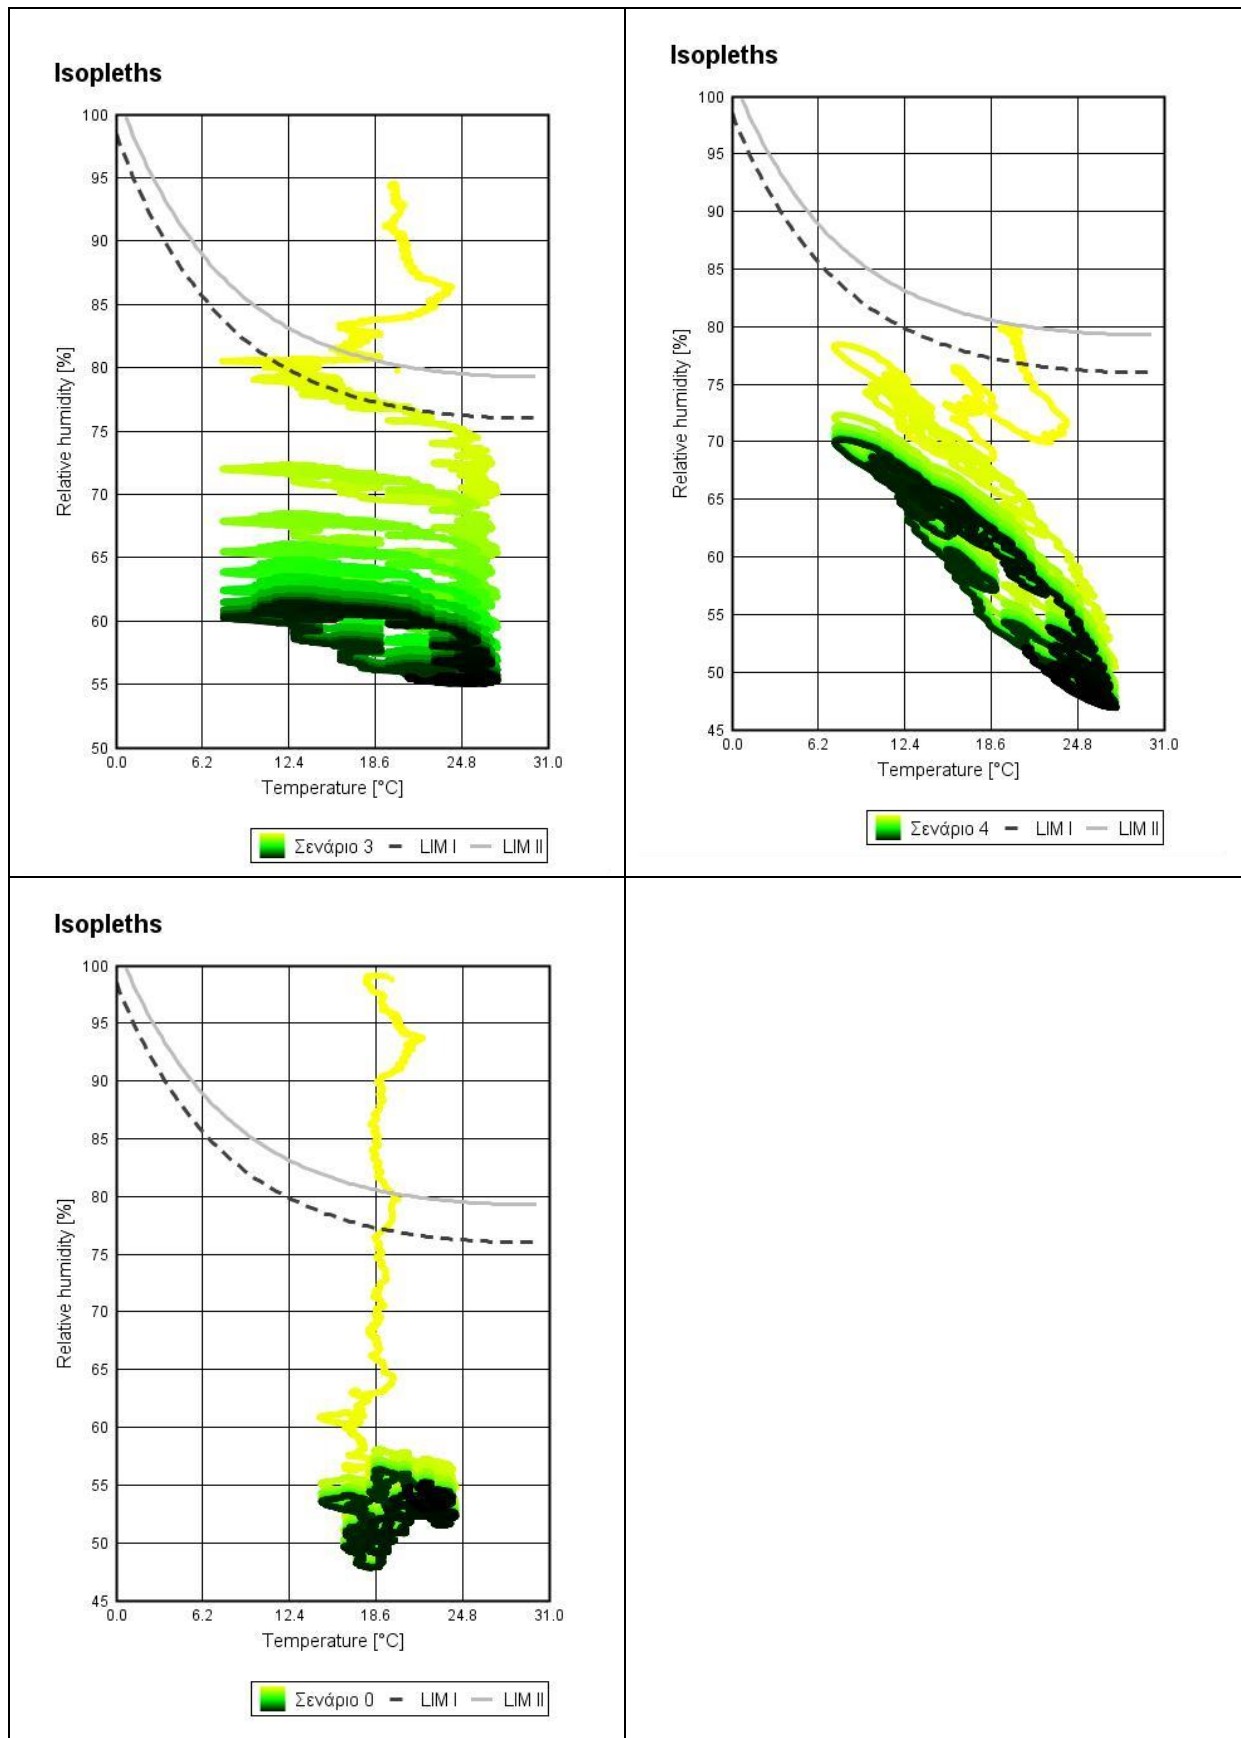 Isopleths
100
95
90
85
80
75
70
65
60
55
50
Relative humidity [%]
0.0 6.2 12.4 18.6 24.8 31.0
Temperature [°C]
Σενάριο 3 LIM I LIM II
Isopleths
100
95
90
85
80
75
70
65
60
55
50
45
Relative humidity [%]
0.0 6.2 12.4 18.6 24.8 31.0
Temperature [°C]
Σενάριο 4 LIM I LIM II
Isopleths
100
95
90
85
80
75
70
65
60
55
50
45
Relative humidity [%]
0.0 6.2 12.4 18.6 24.8 31.0
Temperature [°C]
Σενάριο 0 LIM I LIM II